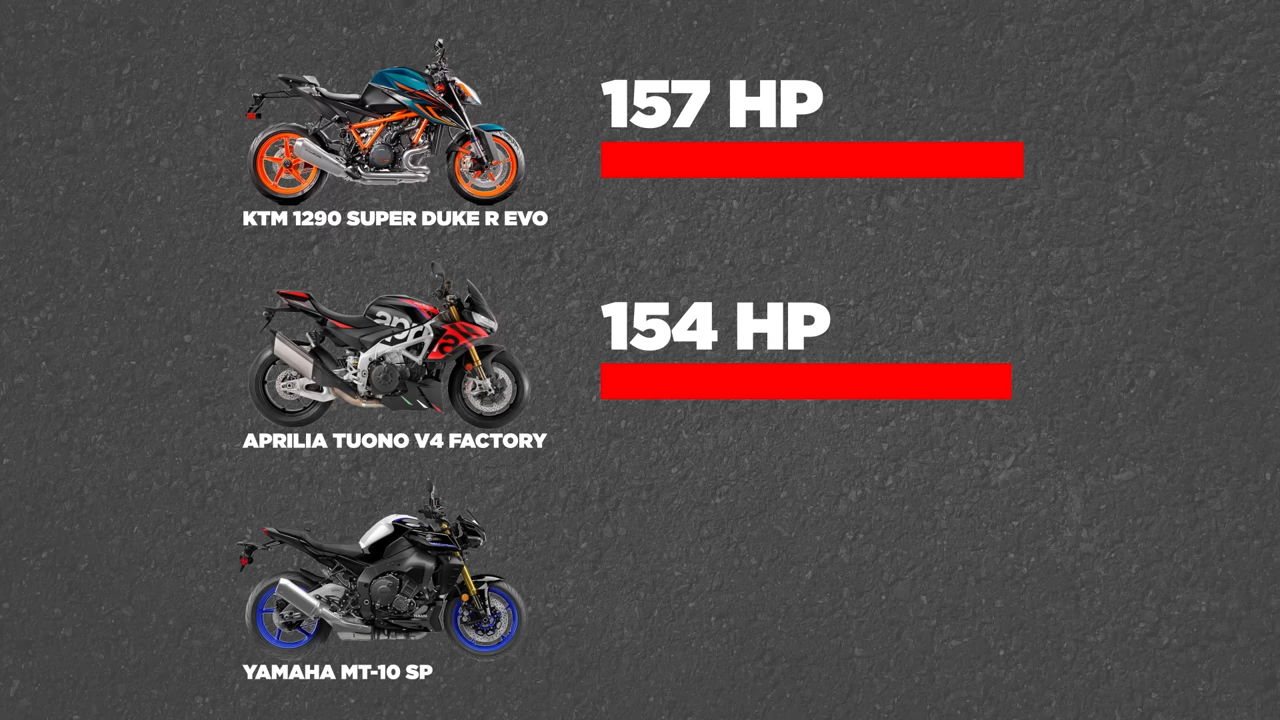 157 HP
KTM 1290 SUPER DUKE R EVO
154 HP
APRILIA TUONO V4 FACTORY
YAMAHA MT-10 SP